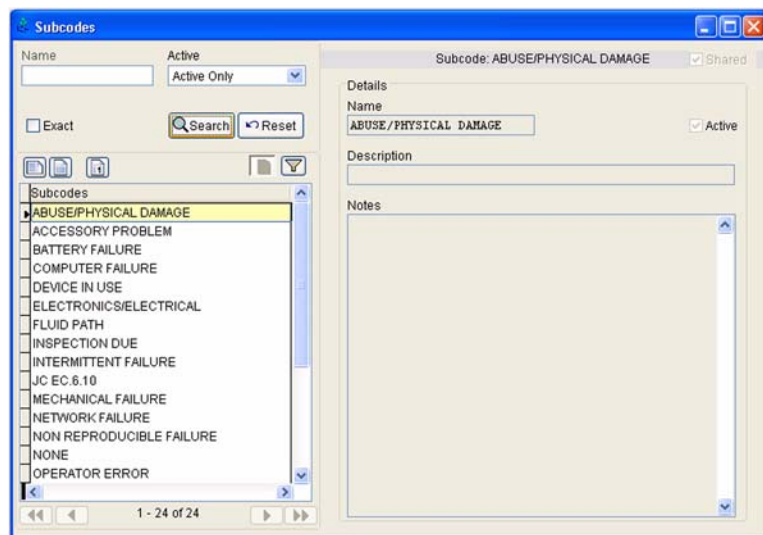 Subcodes
Name
Active
Active Only
Exact
Search
Reset
Subcodes
ABUSE/PHYSICAL DAMAGE
ACCESSORY PROBLEM
BATTERY FAILURE
COMPUTER FAILURE
DEVICE IN USE
ELECTRONICS/ELECTRICAL
FLUID PATH
INSPECTION DUE
INTERMITTENT FAILURE
JC EC.6.10
MECHANICAL FAILURE
NETWORK FAILURE
NON REPRODUCIBLE FAILURE
NONE
OPERATOR ERROR
1 - 24 of 24
Subcode: ABUSE/PHYSICAL DAMAGE
Shared
Details
Name
ABUSE/PHYSICAL DAMAGE
Active
Description
Notes